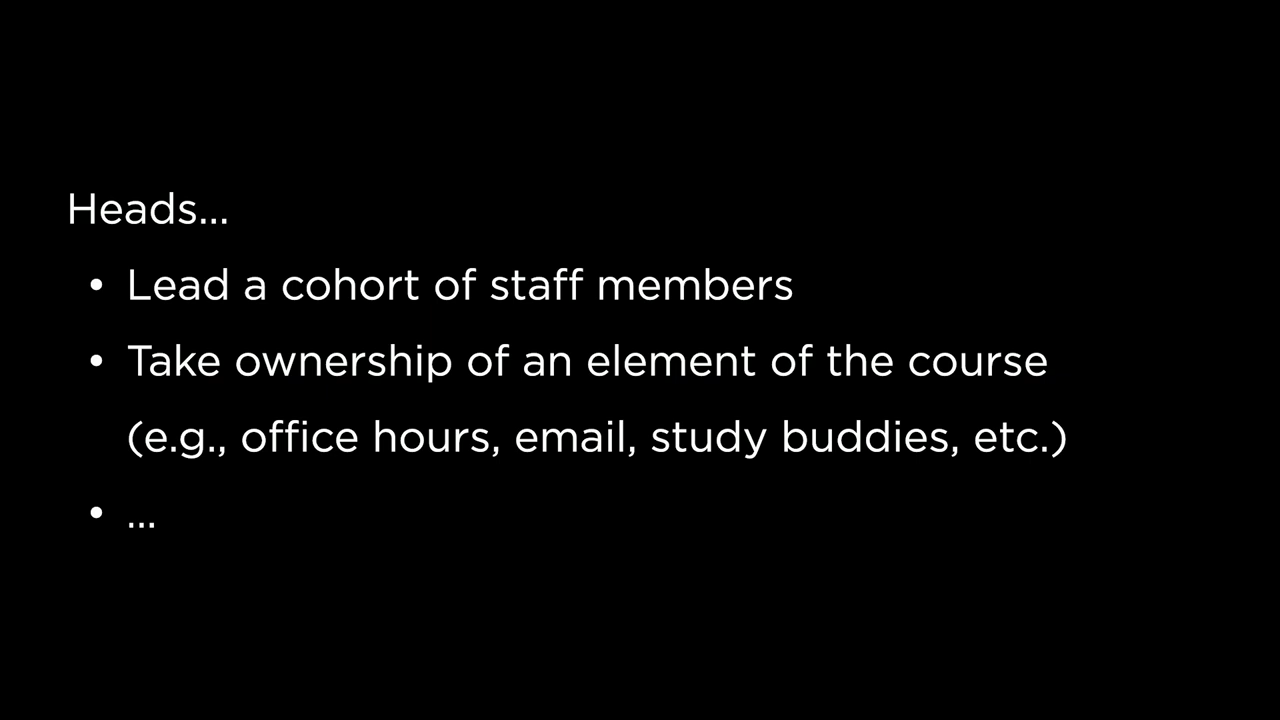 Heads...
• Lead a cohort of staff members
• Take ownership of an element of the course
(e.g., office hours, email, study buddies, etc.)
• ...